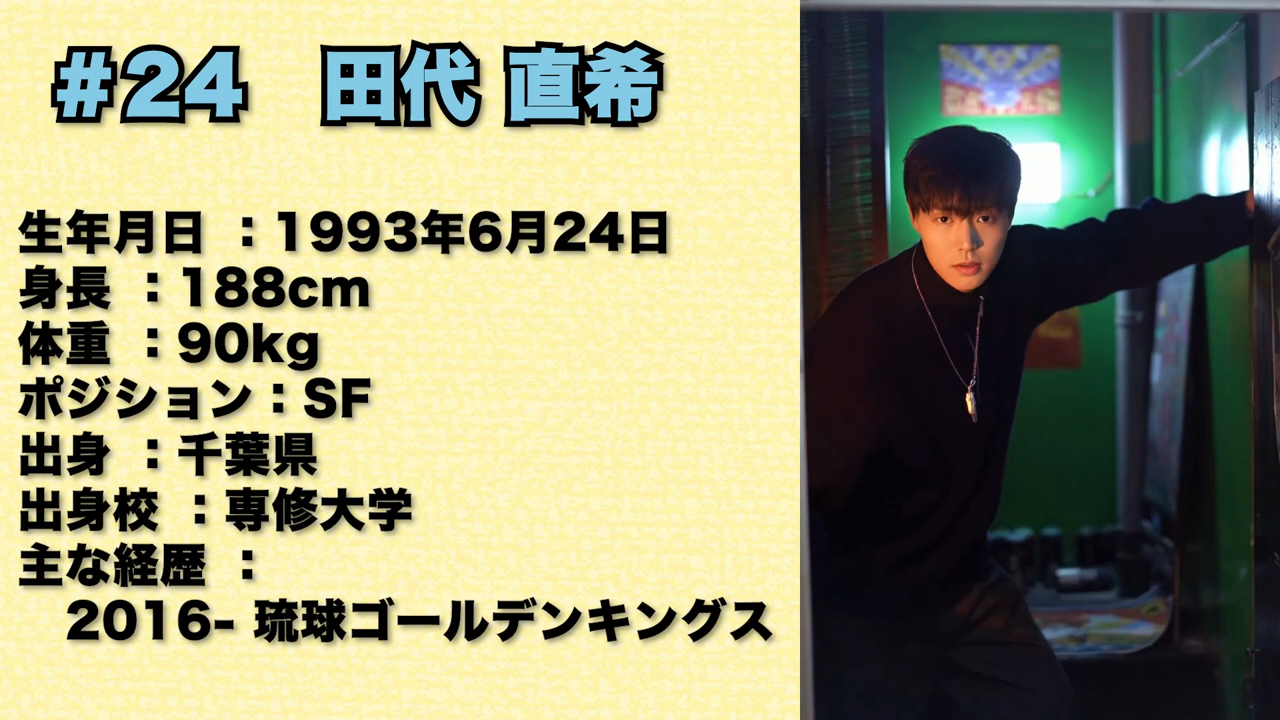 #24 田代 直希
生年月日 ：1993年6月24日
身長 ：188cm
体重 ：90kg
ポジション：SF
出身 ：千葉県
出身校 ：専修大学
主な経歴 ：
2016- 琉球ゴールデンキングス